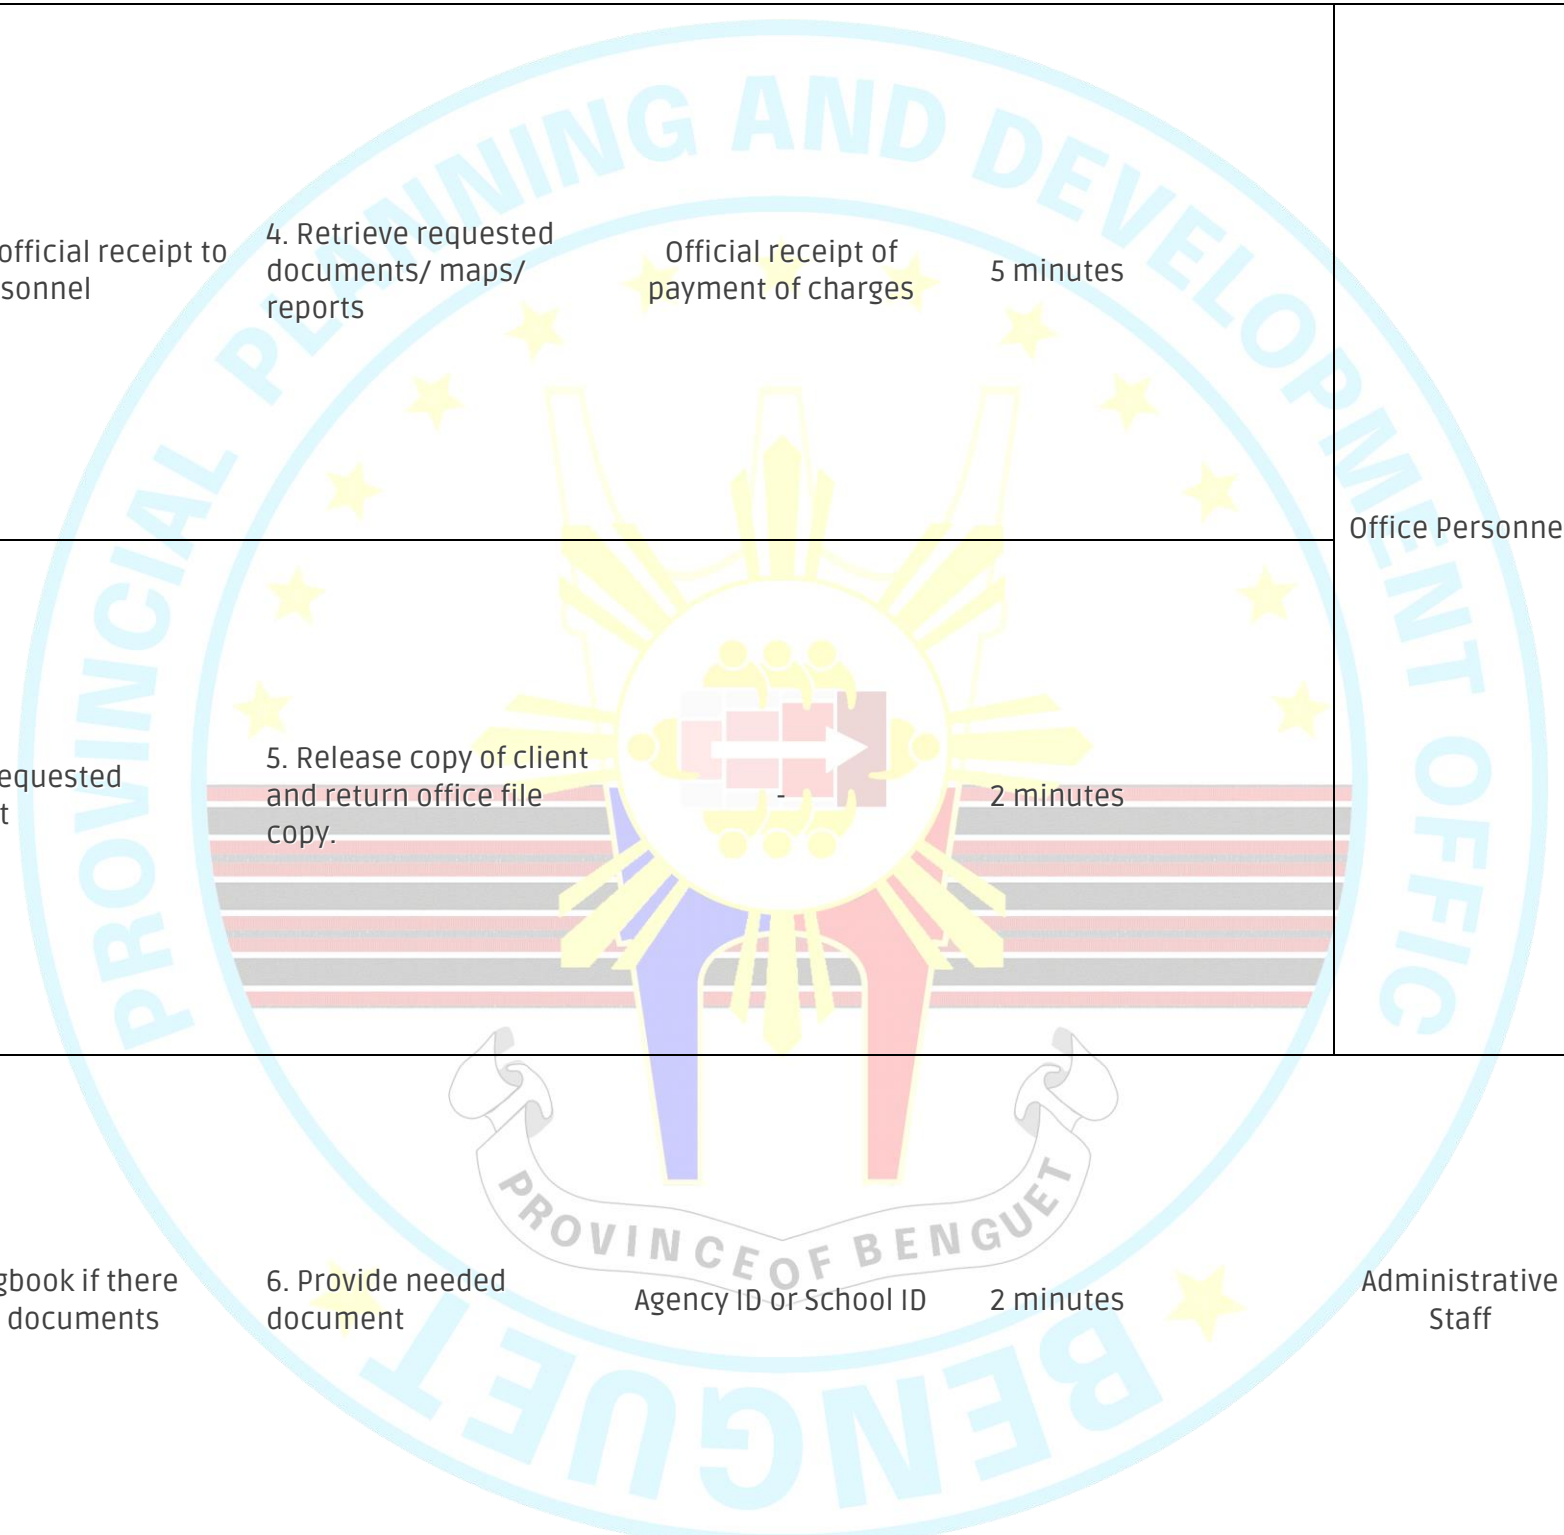 official receipt to
sonnel
4. Retrieve requested
documents/ maps/
reports
Official receipt of
payment of charges
5 minutes
Office Personne
equested
t
5. Release copy of client
and return office file
copy.
-
2 minutes
gbook if there
documents
6. Provide needed
document
Agency ID or School ID
2 minutes
Administrative
Staff
PROVINCIAL PLANNING AND DEVELOPMENT OFFIC
PROVINCE OF BENGUET
BENGUET